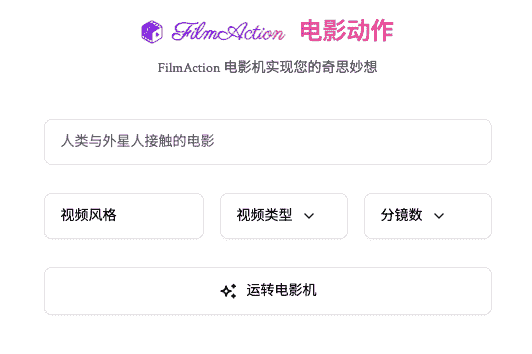 FilmAction 电影动作
FilmAction 电影机实现您的奇思妙想
人类与外星人接触的电影
视频风格 视频类型 分镜数
运转电影机